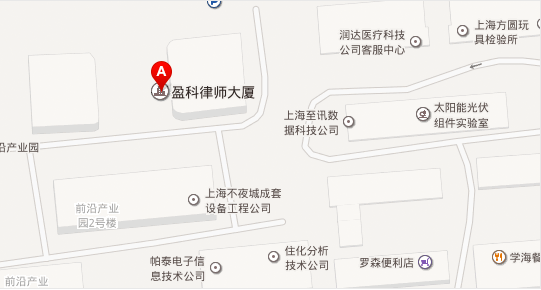 P
润达医疗科技
公司客服中心
上海方圆玩
具检验所
A
盈科律师大厦
上海至讯数
据科技公司
太阳能光伏
组件实验室
沿产业园
上海不夜城成套
设备工程公司
前沿产业
园2号楼
帕泰电子信
息技术公司
住化分析
技术公司
罗森便利店
学海餐
前沿产业